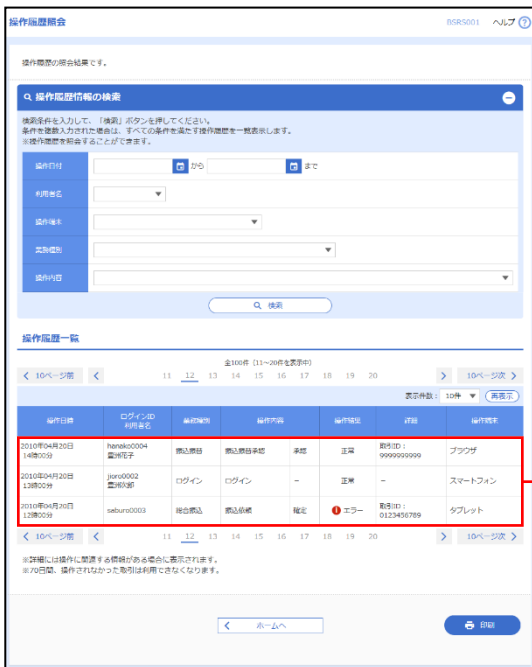 操作履歴照会
BSRS001 ヘルプ ?
操作履歴の照会結果です。
操作履歴情報の検索
検索条件を入力して、「検索」ボタンを押してください。
条件を複数入力された場合は、すべての条件を満たす操作履歴を一覧表示します。
※操作履歴を照会することができます。
操作日付 から まで
利用者名
操作端末
業務種別
操作内容
検索
操作履歴一覧
全100件 (11～20件を表示中)
< 10ページ前 < 11 12 13 14 15 16 17 18 19 20 > 10ページ次 >
表示件数： 10件 再表示
操作日時 ログインID 利用者名 業務種別 操作内容 操作結果 詳細 操作端末
2010年04月20日 14時00分 hanako0004 豊洲花子 振込振替 振込振替承認 承認 正常 取引ID： 9999999999 ブラウザ
2010年04月20日 13時00分 jioro0002 豊洲次郎 ログイン ログイン − 正常 − スマートフォン
2010年04月20日 12時00分 saburo0003 総合振込 振込依頼 確定 エラー 取引ID： 0123456789 タブレット
< 10ページ前 < 11 12 13 14 15 16 17 18 19 20 > 10ページ次 >
※詳細には操作に関連する情報がある場合に表示されます。
※70日間、操作されなかった取引は利用できなくなります。
< ホームへ
印刷